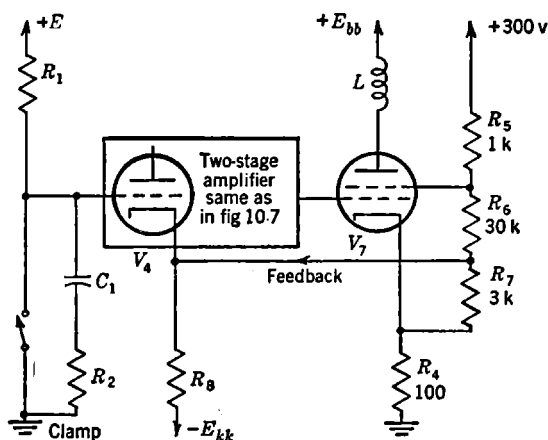 +E
R1
+Ebb
L
+300 v
R5
1 k
Two-stage
amplifier
same as
in fig 10.7
R6
30 k
V4
V7
Feedback
C1
R7
3 k
R2
R8
R4
100
Clamp
-Ekk